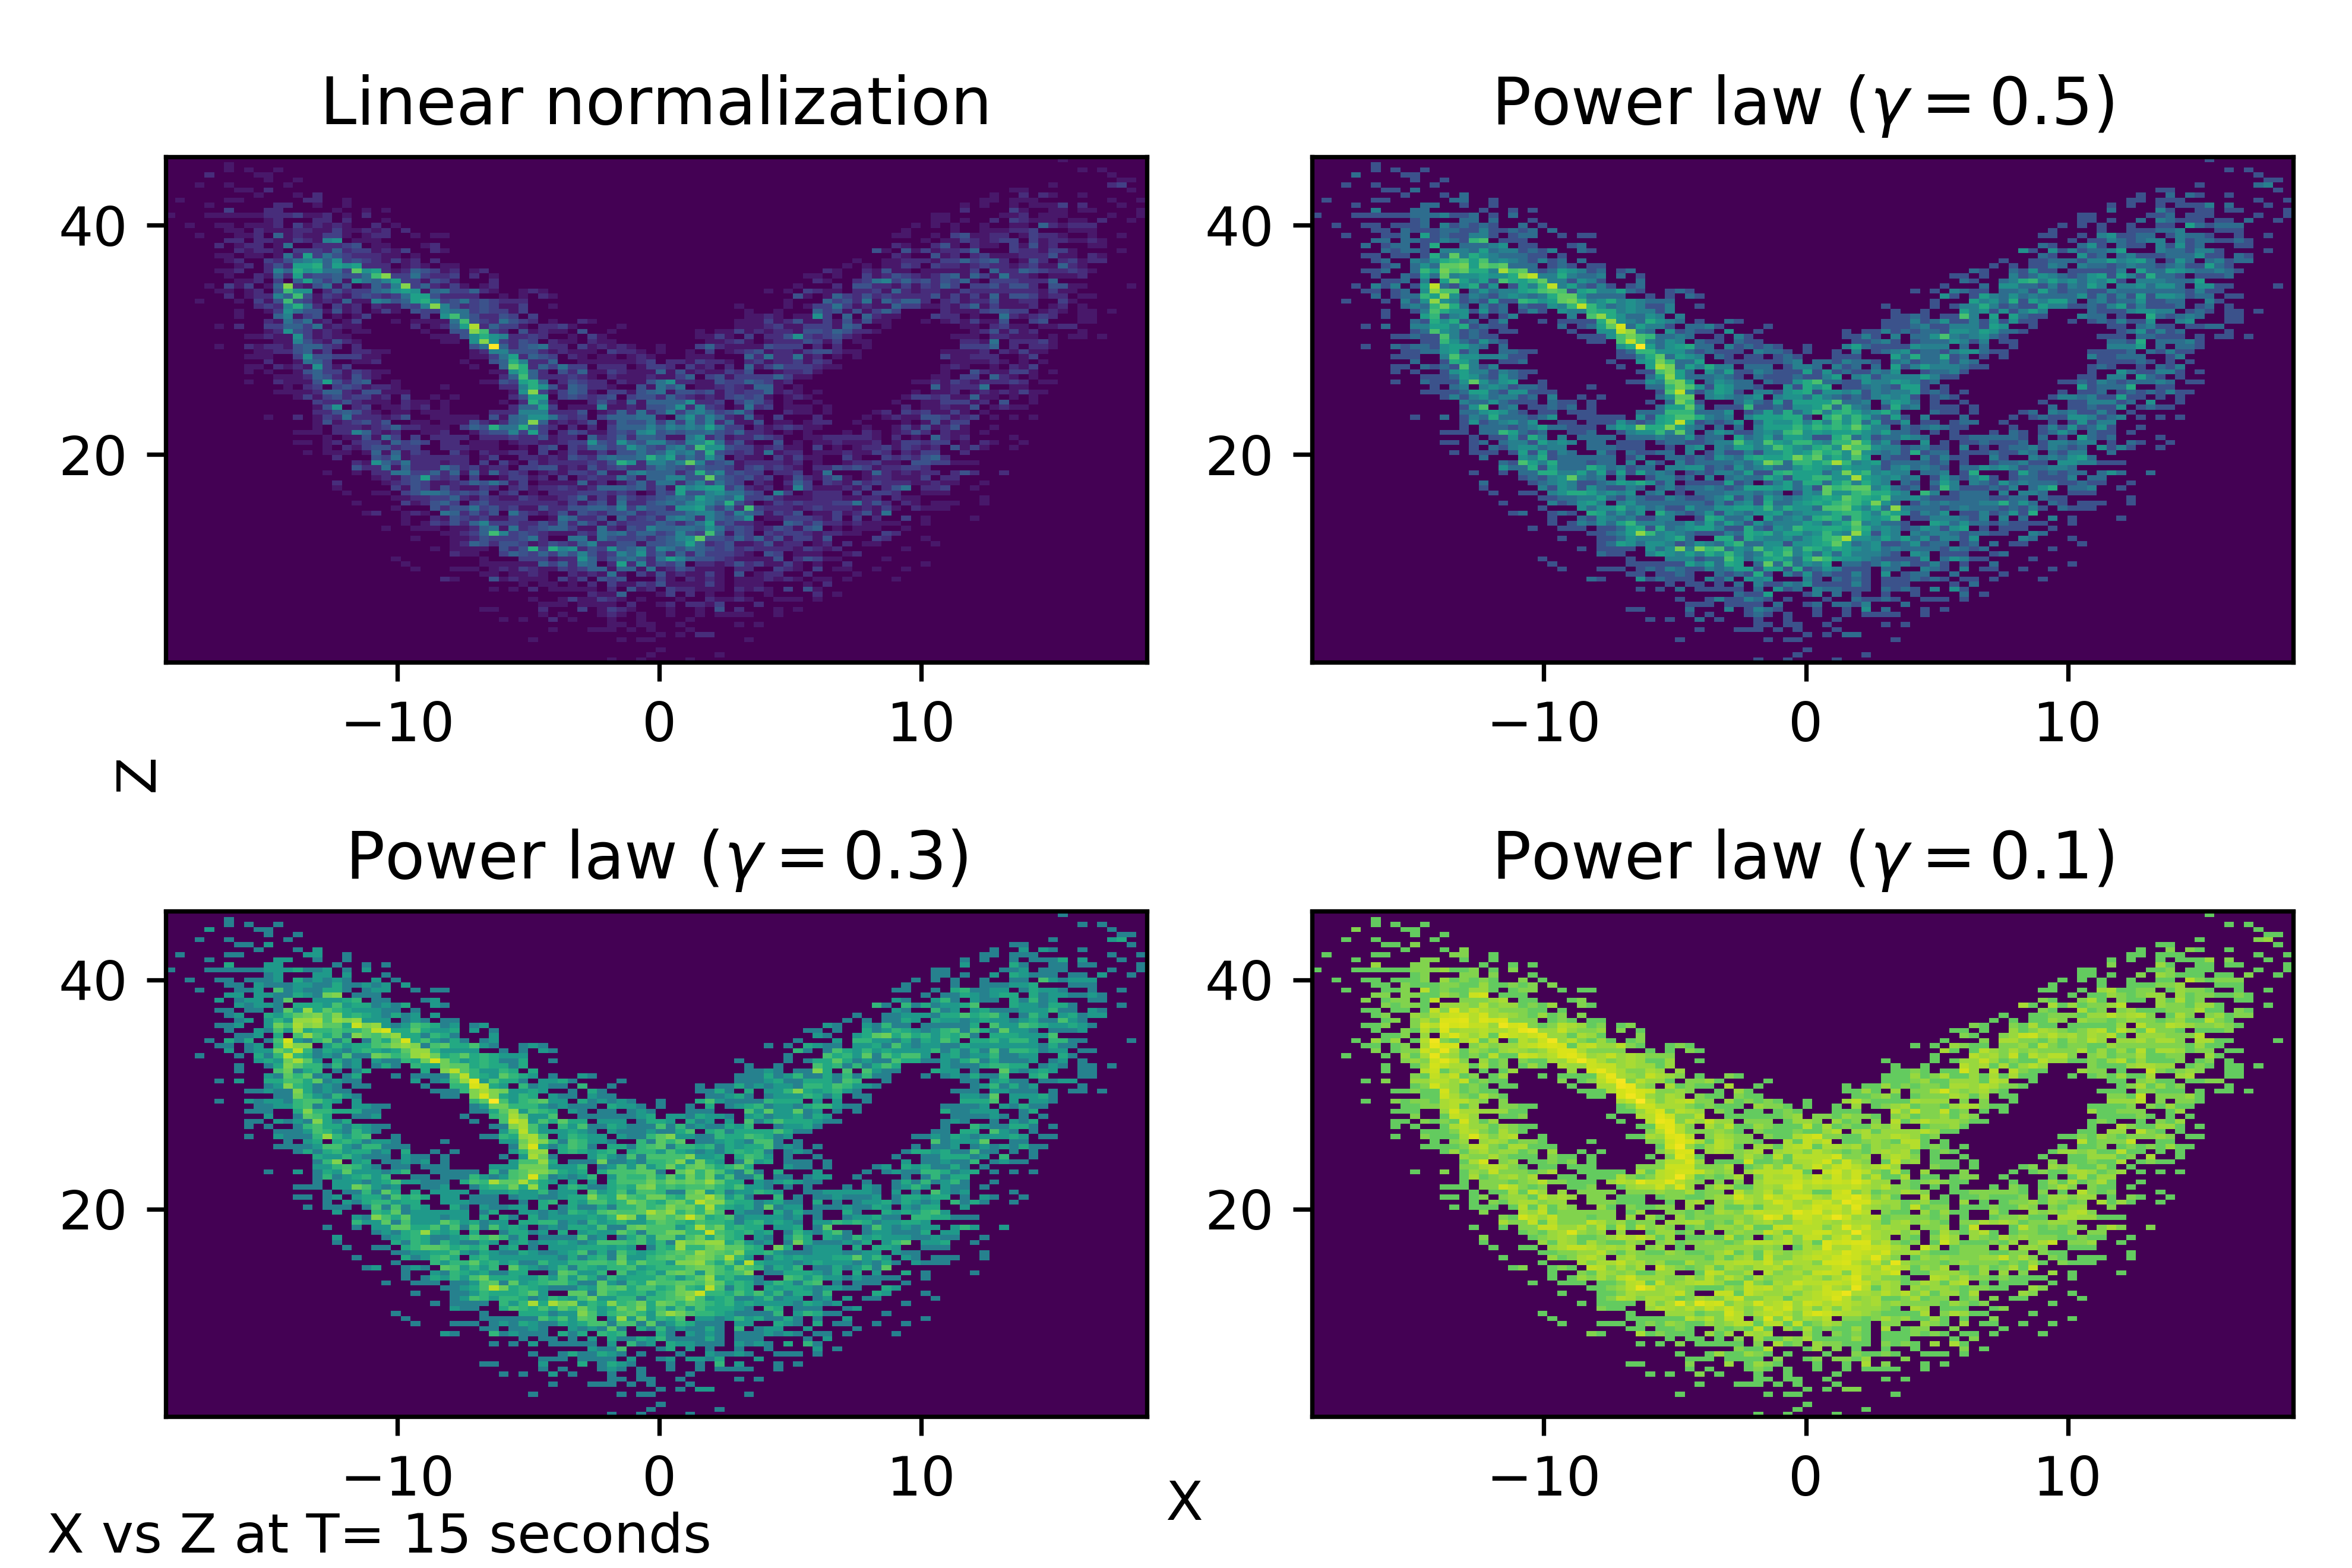 Linear normalization
Power law (γ = 0.5)
40
20
−10 0 10
40
20
−10 0 10
Z
Power law (γ = 0.3)
Power law (γ = 0.1)
40
20
−10 0 10
40
20
−10 0 10
X
X vs Z at T= 15 seconds